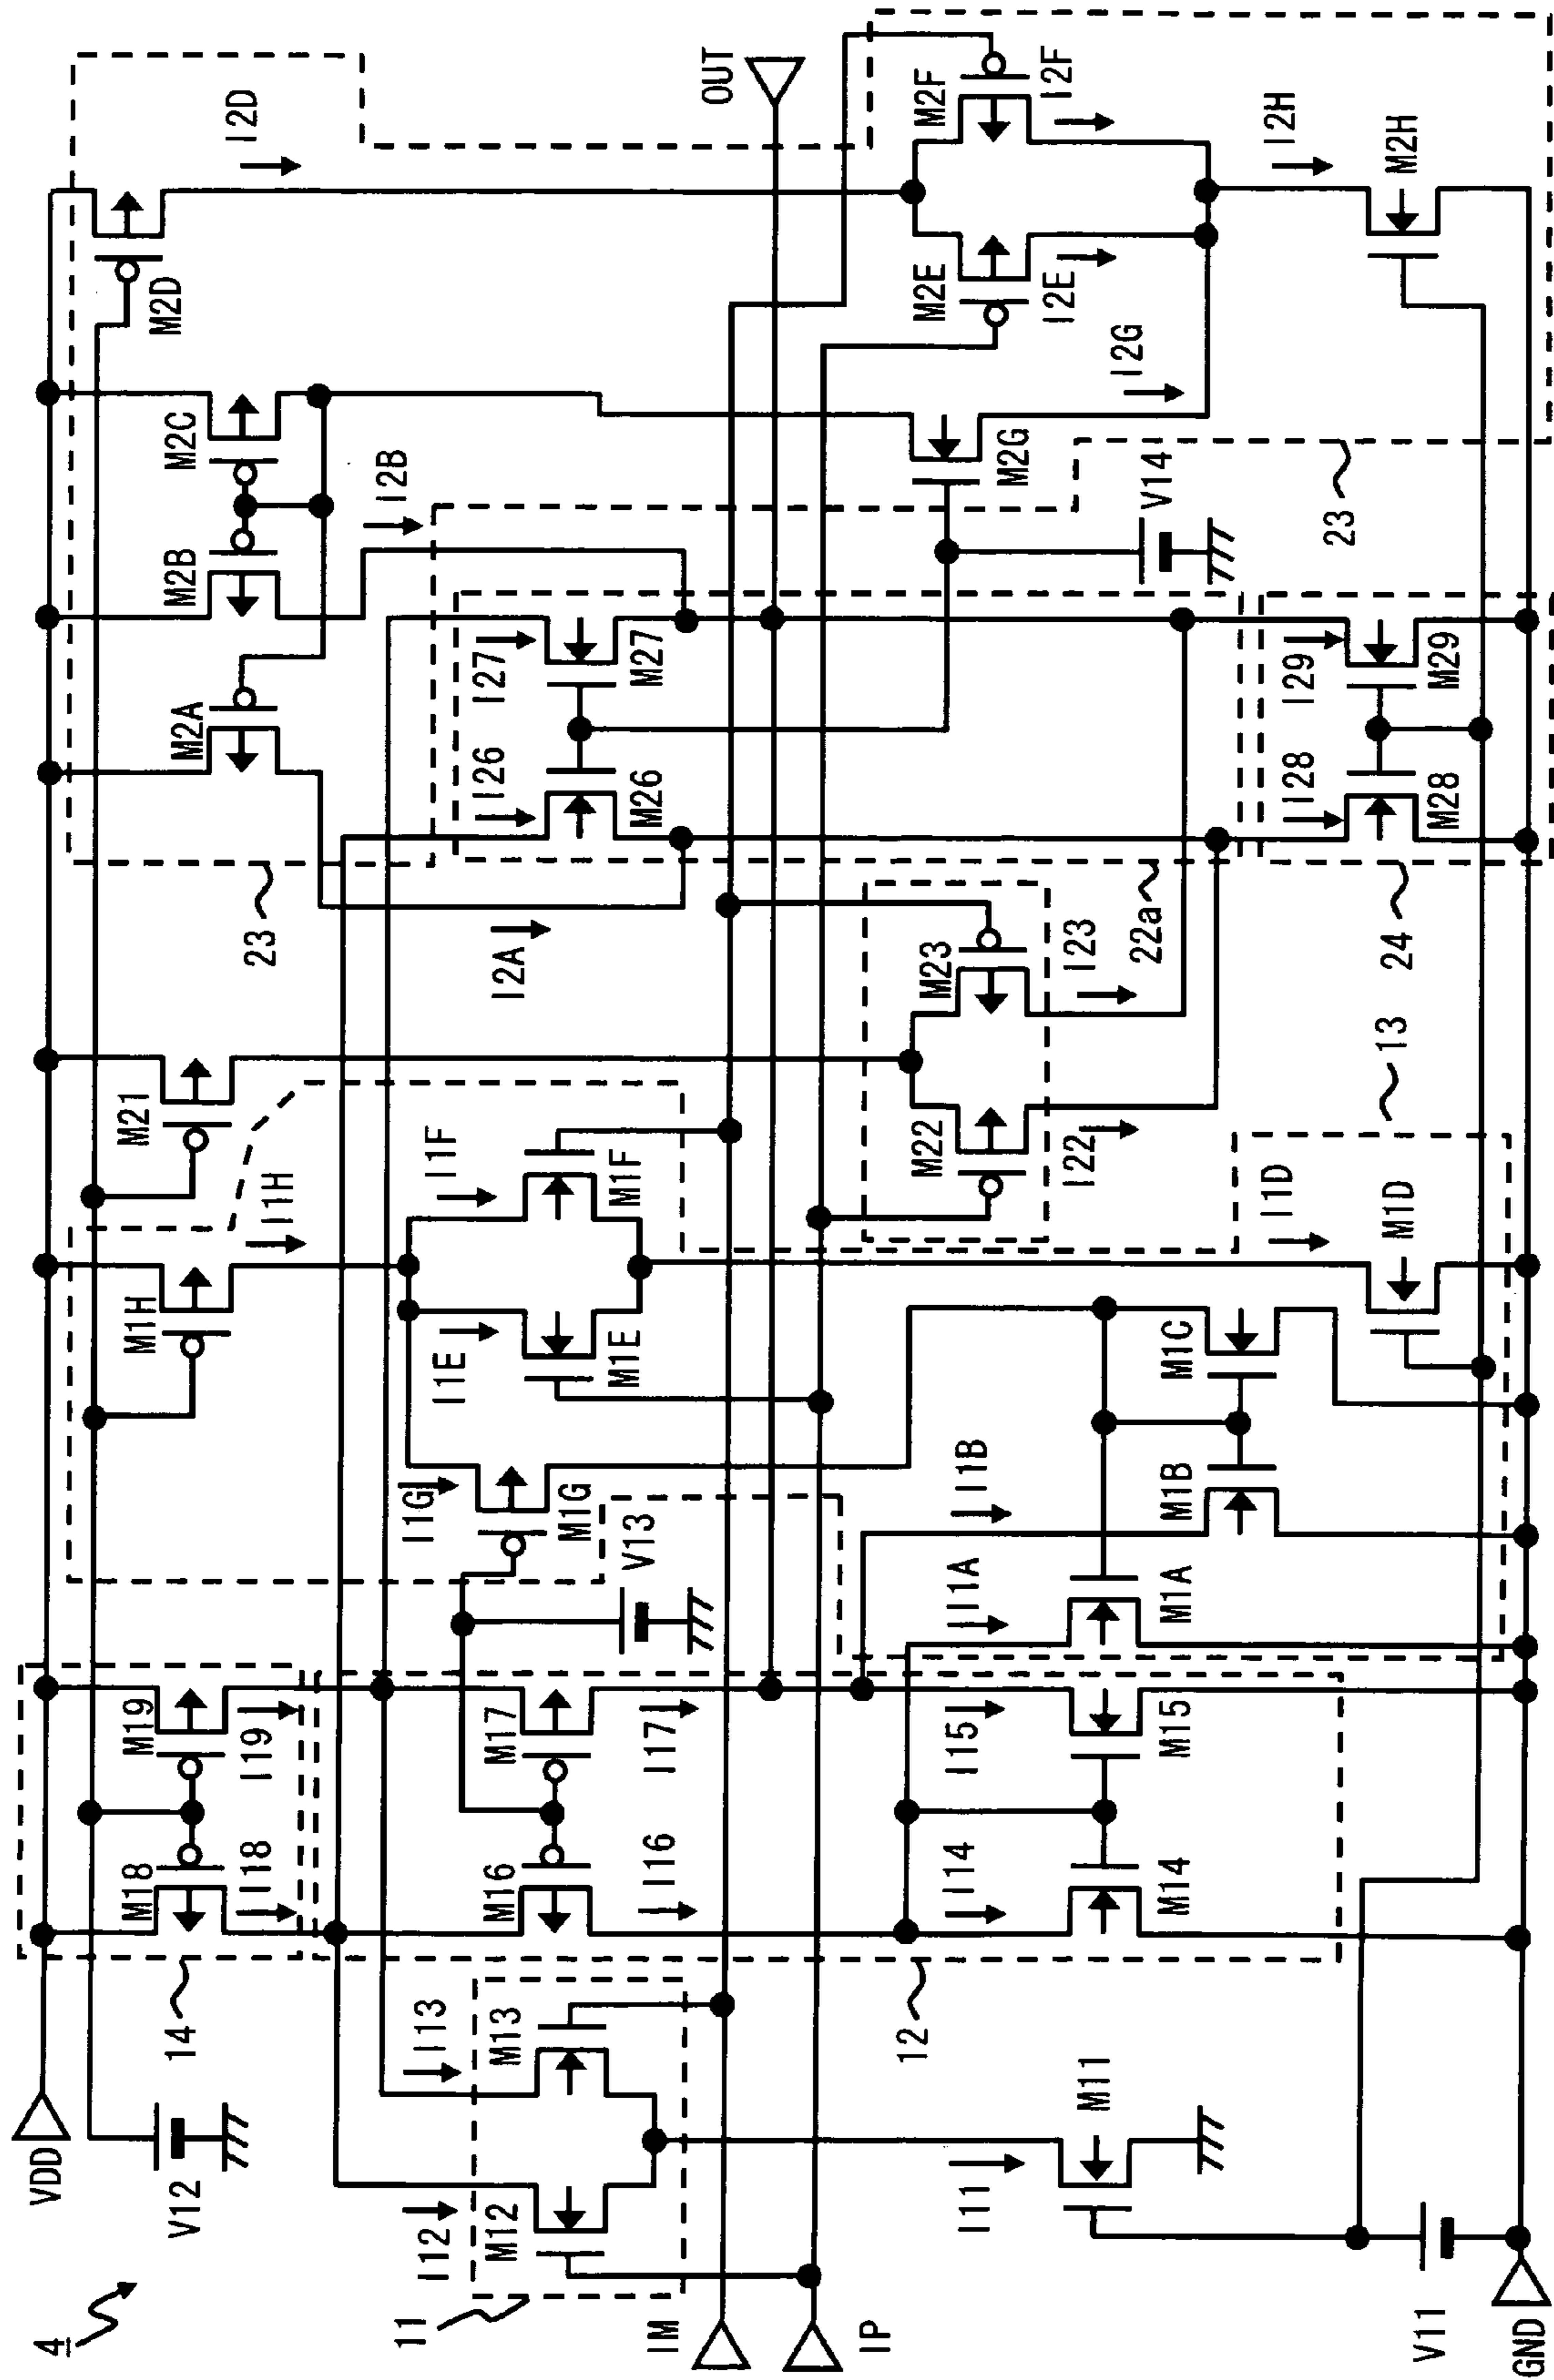 4
VDD
V12
14
M18
M19
I18
I19
11
I12
I13
M12
M13
M16
M17
I16
I17
12
IM
IP
I11
M11
I14
I15
M14
M15
V11
GND
M1H
I1H
M21
I1G
M1G
V13
I1E
M1E
I1F
M1F
I1A
M1A
I1B
M1B
M1C
I1D
M1D
13
M22
M23
I22
I23
22a
24
23
I2A
M2A
M2B
M2C
I2B
M2D
I2D
I26
I27
M26
M27
OUT
M2G
I2G
V14
23
M2E
M2F
I2E
I2F
I2H
M2H
I28
I29
M28
M29